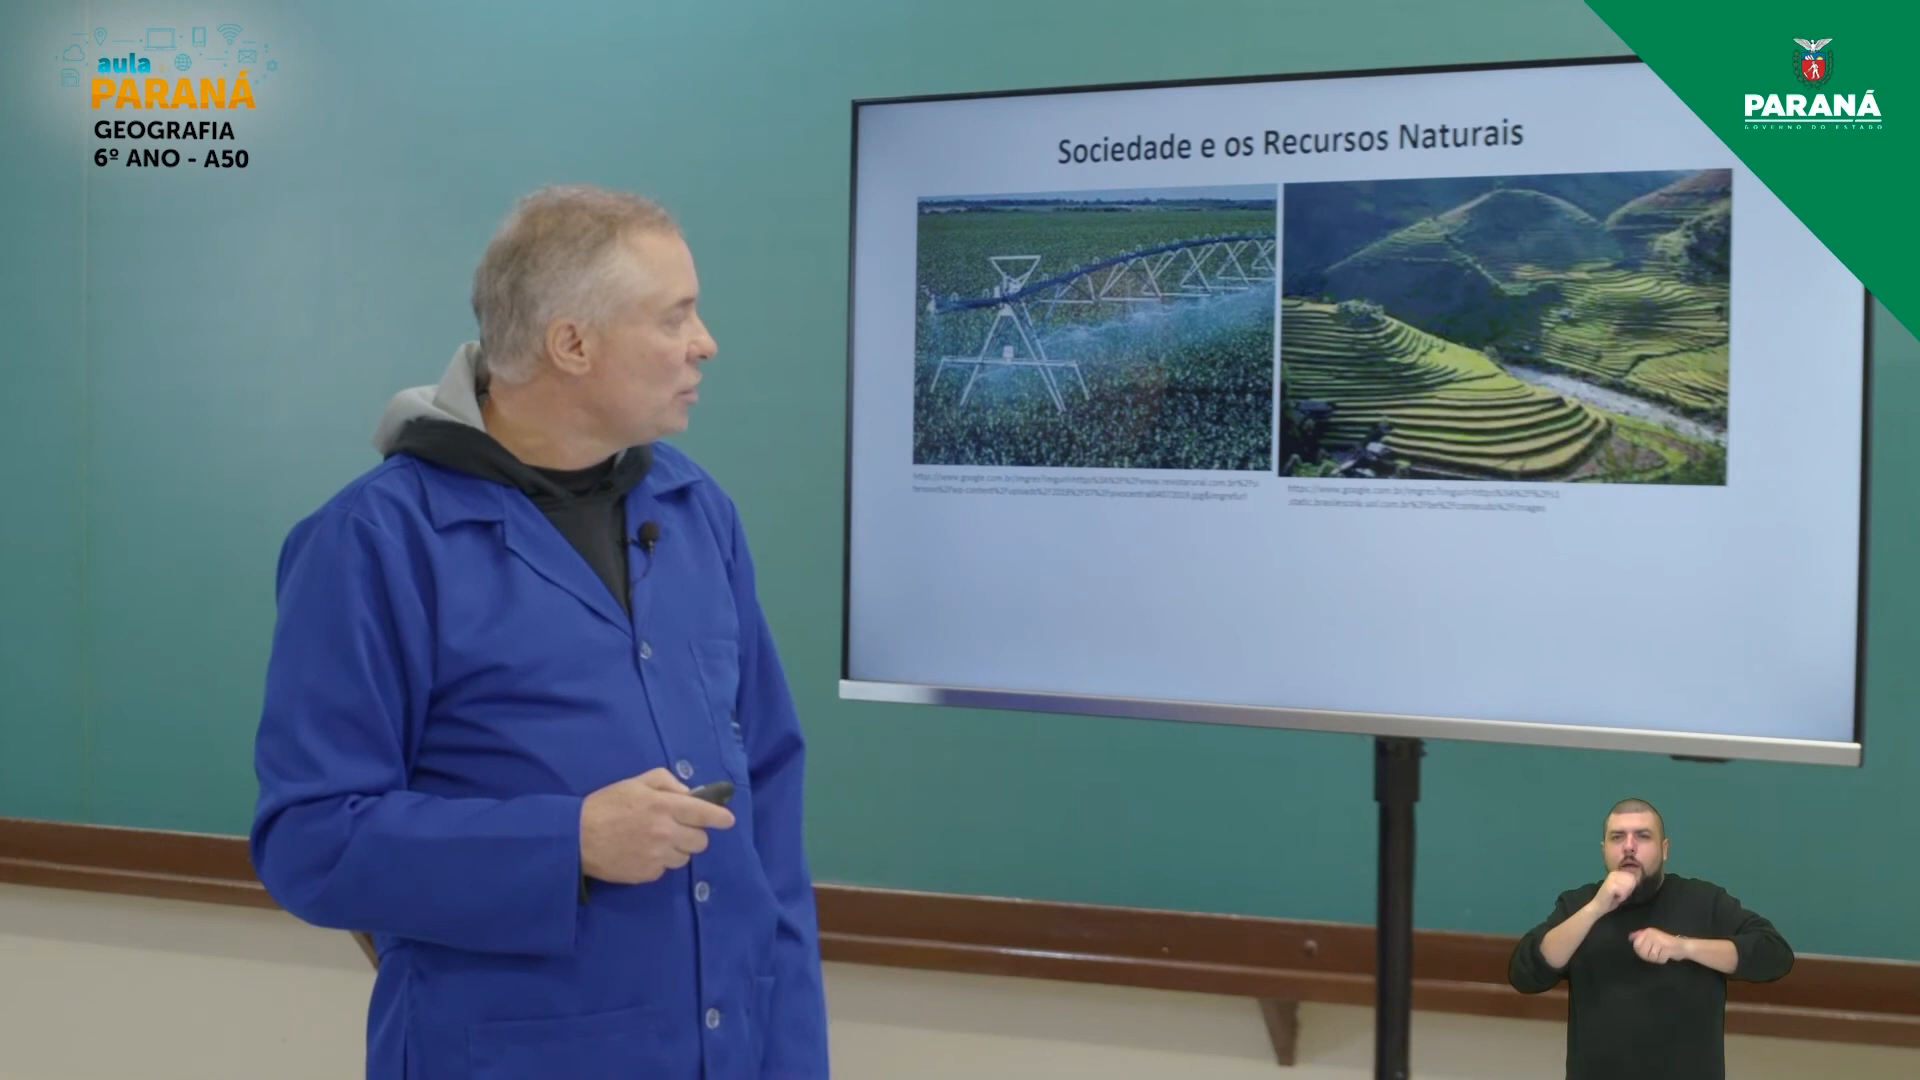 aula
PARANÁ
GEOGRAFIA
6º ANO - A50
PARANÁ
GOVERNO DO ESTADO
Sociedade e os Recursos Naturais